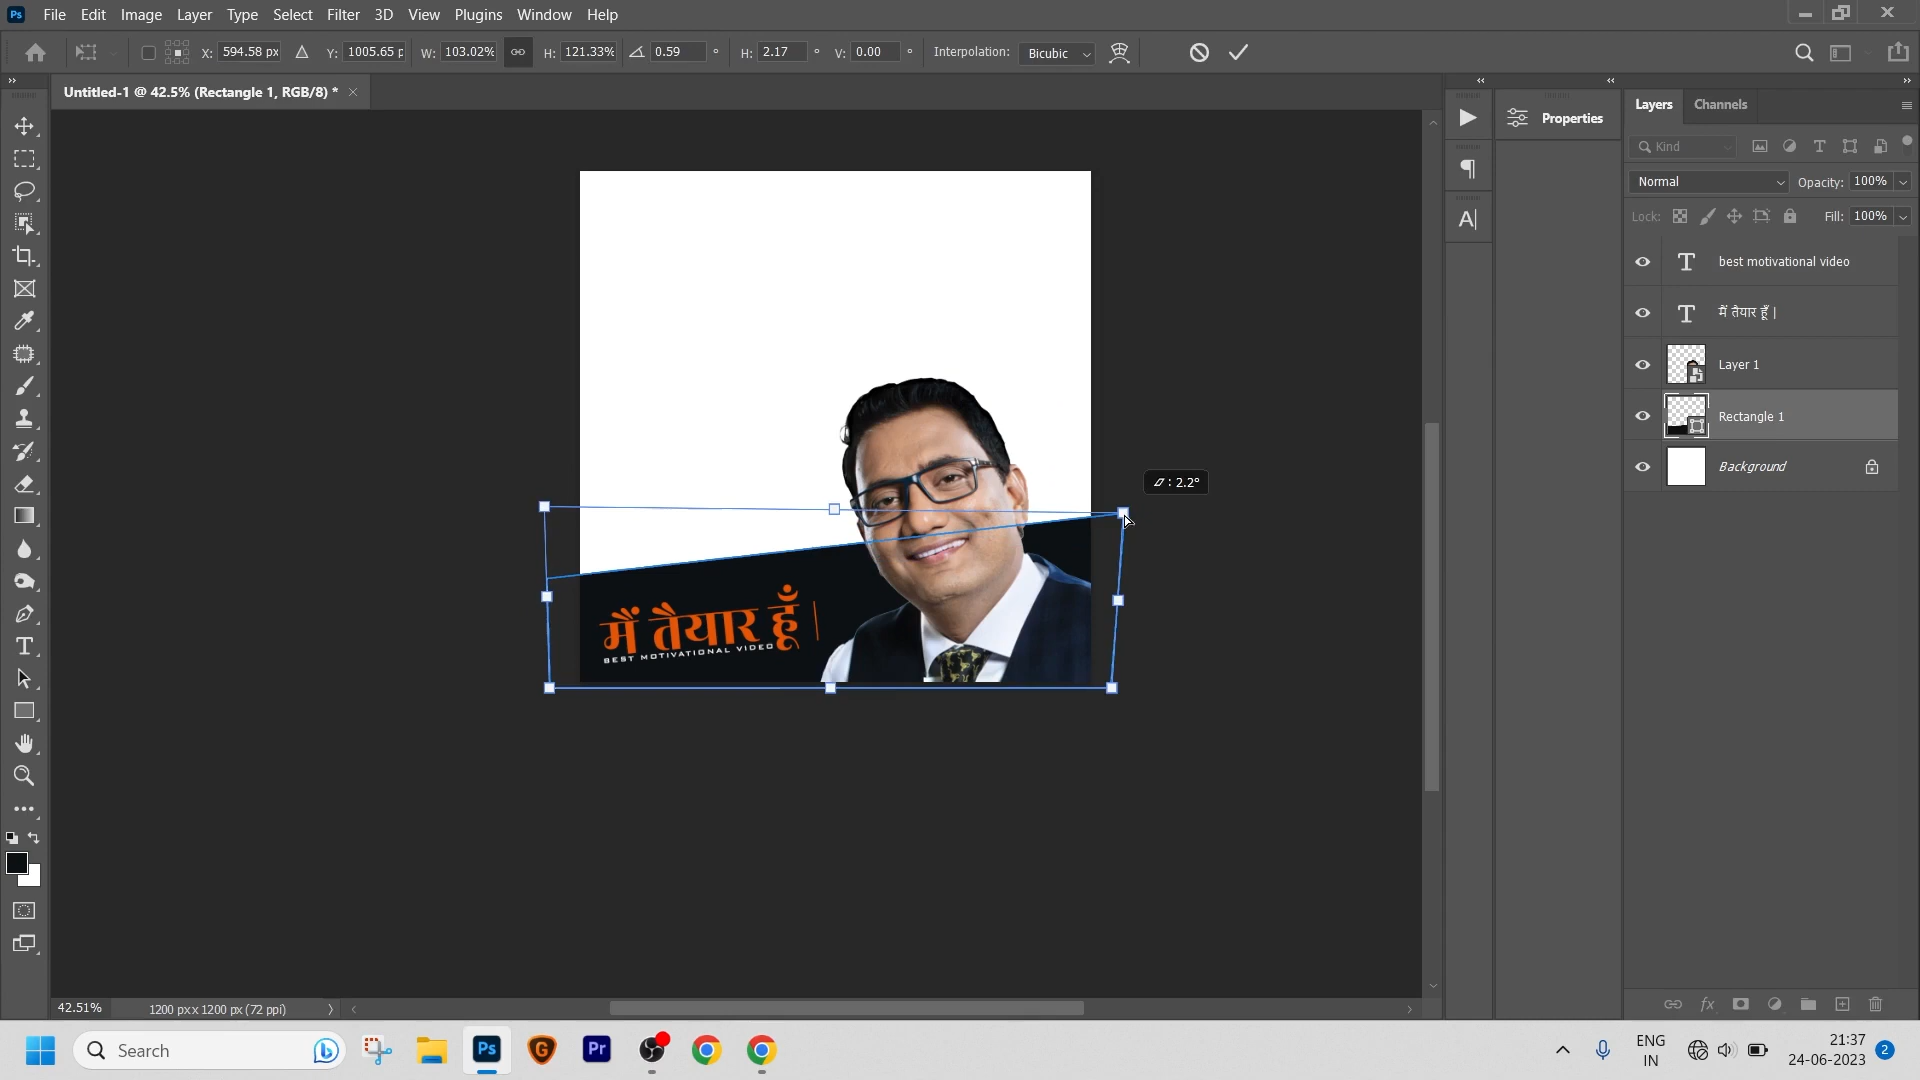 File Edit Image Layer Type Select Filter 3D View Plugins Window Help
X: 594.58 px Y: 1005.65 p W: 103.02% H: 121.33% 0.59 ° H: 2.17 ° V: 0.00 ° Interpolation: Bicubic
Untitled-1 @ 42.5% (Rectangle 1, RGB/8) *
Properties
Layers Channels
Kind
Normal Opacity: 100%
Lock: Fill: 100%
best motivational video
मैं तैयार हूँ |
Layer 1
Rectangle 1
Background
: 2.2°
मैं तैयार हूँ |
BEST MOTIVATIONAL VIDEO
42.51% 1200 px x 1200 px (72 ppi)
Search
ENG
IN
21:37
24-06-2023
2